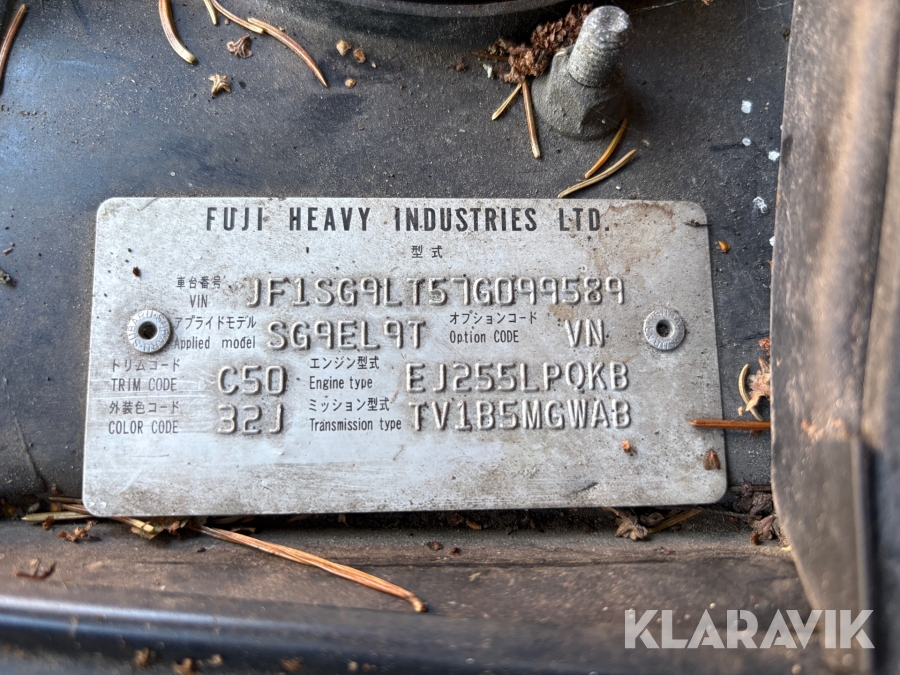 FUJI HEAVY INDUSTRIES LTD.
型式
車台番号
VIN JF1SG9LT57G099589
アプライドモデル
Applied model SG9EL9T
オプションコード
Option CODE VN
トリムコード
TRIM CODE C50
エンジン型式
Engine type EJ255LPQKB
外装色コード
COLOR CODE 32J
ミッション型式
Transmission type TV1B5MGWAB
KLARAVIK